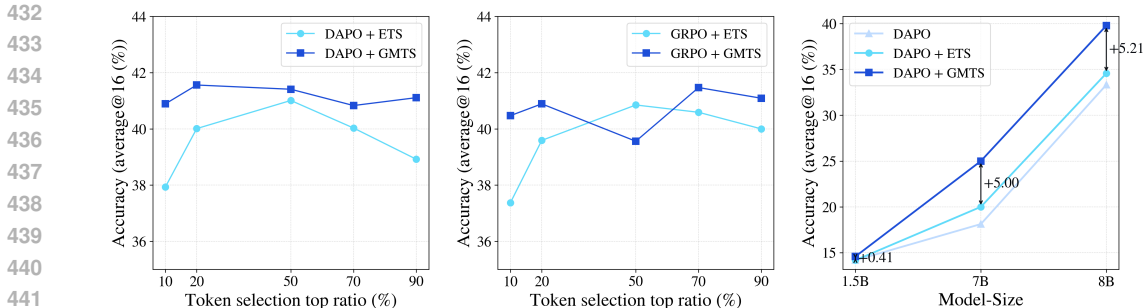 432
433
434
435
436
437
438
439
440
441
44
42
40
38
36
Accuracy (average@16 (%))
DAPO + ETS
DAPO + GMTS
10 20 50 70 90
Token selection top ratio (%)
44
42
40
38
36
Accuracy (average@16 (%))
GRPO + ETS
GRPO + GMTS
10 20 50 70 90
Token selection top ratio (%)
40
35
30
25
20
15
Accuracy (average@16 (%))
DAPO
DAPO + ETS
DAPO + GMTS
+5.21
+5.00
+0.41
1.5B 7B 8B
Model-Size